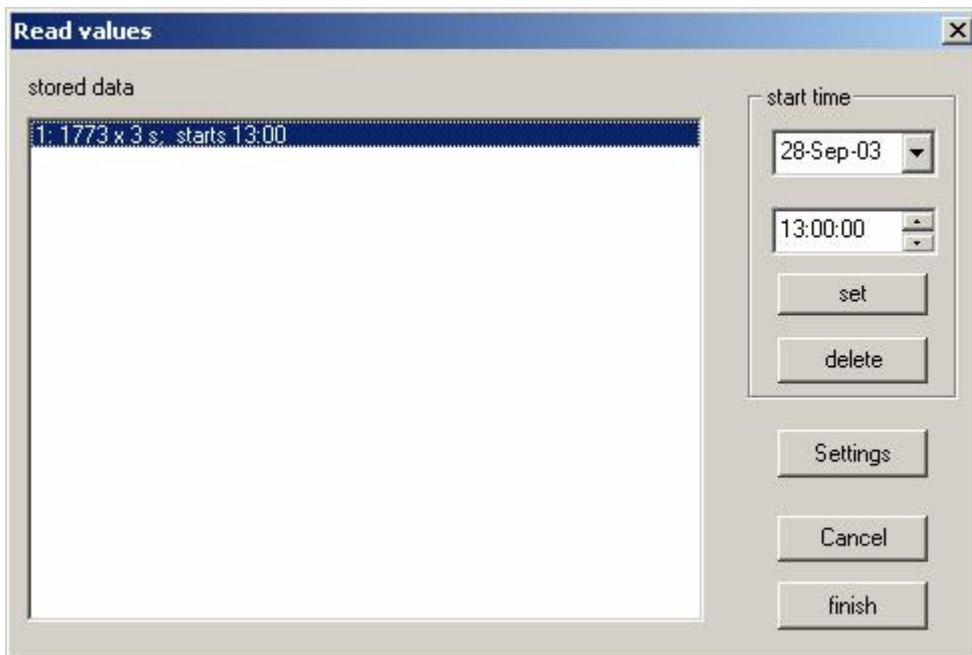 Read values
stored data
1: 1773 x 3 s;  starts 13:00
start time
28-Sep-03
13:00:00
set
delete
Settings
Cancel
finish